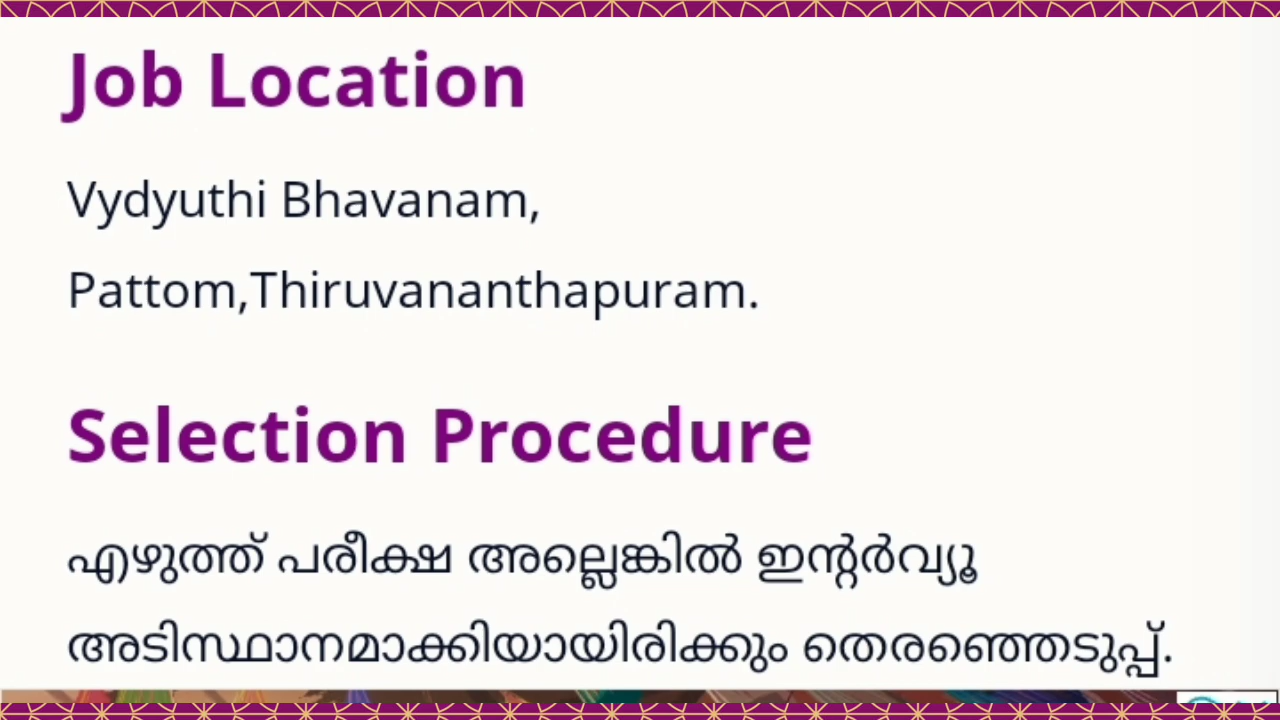 Job Location
Vydyuthi Bhavanam,
Pattom,Thiruvananthapuram.
Selection Procedure
എഴുത്ത് പരീക്ഷ അല്ലെങ്കിൽ ഇന്റർവ്യൂ
അടിസ്ഥാനമാക്കിയായിരിക്കും തെരഞ്ഞെടുപ്പ്.